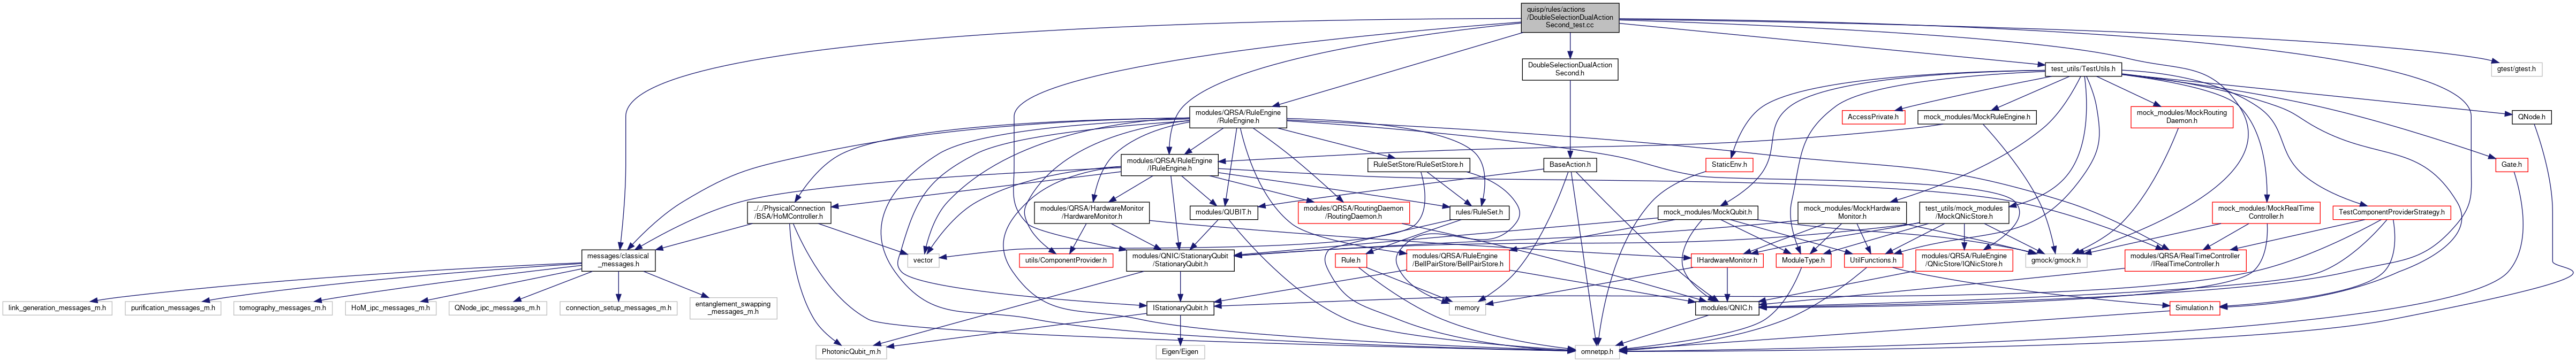 quisp/rules/actions
/DoubleSelectionDualAction
Second_test.cc
DoubleSelectionDualAction
Second.h
test_utils/TestUtils.h
gtest/gtest.h
modules/QRSA/RuleEngine
/RuleEngine.h
AccessPrivate.h
mock_modules/MockRuleEngine.h
mock_modules/MockRouting
Daemon.h
QNode.h
modules/QRSA/RuleEngine
/IRuleEngine.h
RuleSetStore/RuleSetStore.h
BaseAction.h
StaticEnv.h
Gate.h
../../PhysicalConnection
/BSA/HoMController.h
modules/QRSA/HardwareMonitor
/HardwareMonitor.h
modules/QUBIT.h
modules/QRSA/RoutingDaemon
/RoutingDaemon.h
rules/RuleSet.h
mock_modules/MockQubit.h
mock_modules/MockHardware
Monitor.h
test_utils/mock_modules
/MockQNicStore.h
mock_modules/MockRealTime
Controller.h
TestComponentProviderStrategy.h
messages/classical
_messages.h
vector
utils/ComponentProvider.h
modules/QNIC/StationaryQubit
/StationaryQubit.h
Rule.h
modules/QRSA/RuleEngine
/BellPairStore/BellPairStore.h
IHardwareMonitor.h
ModuleType.h
UtilFunctions.h
modules/QRSA/RuleEngine
/QNicStore/IQNicStore.h
gmock/gmock.h
modules/QRSA/RealTimeController
/IRealTimeController.h
link_generation_messages_m.h
purification_messages_m.h
tomography_messages_m.h
HoM_ipc_messages_m.h
QNode_ipc_messages_m.h
connection_setup_messages_m.h
entanglement_swapping
_messages_m.h
IStationaryQubit.h
memory
modules/QNIC.h
Simulation.h
PhotonicQubit_m.h
Eigen/Eigen
omnetpp.h